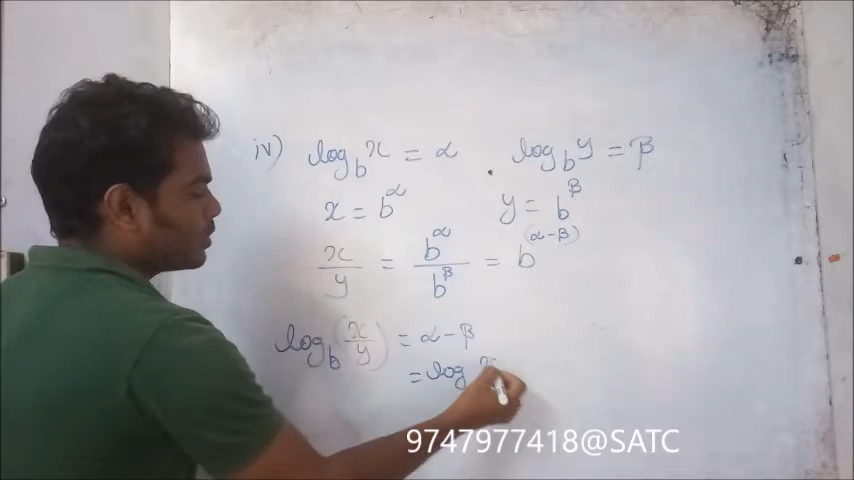 iv) log_b x = α log_b y = β
x = b^α y = b^β
x/y = b^α/b^β = b^(α-β)
log_b (x/y) = α - β
= log x
9747977418@SATC